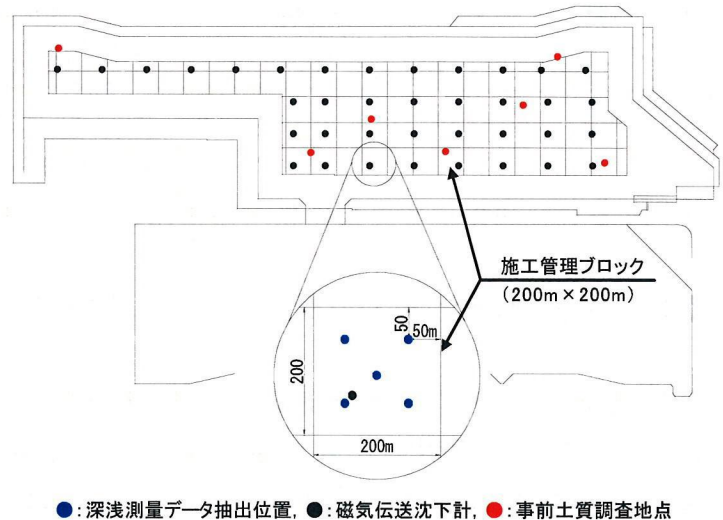 施工管理ブロック
(200m×200m)
50
50m
200
200m
●:深浅測量データ抽出位置, ●:磁気伝送沈下計, ●:事前土質調査地点